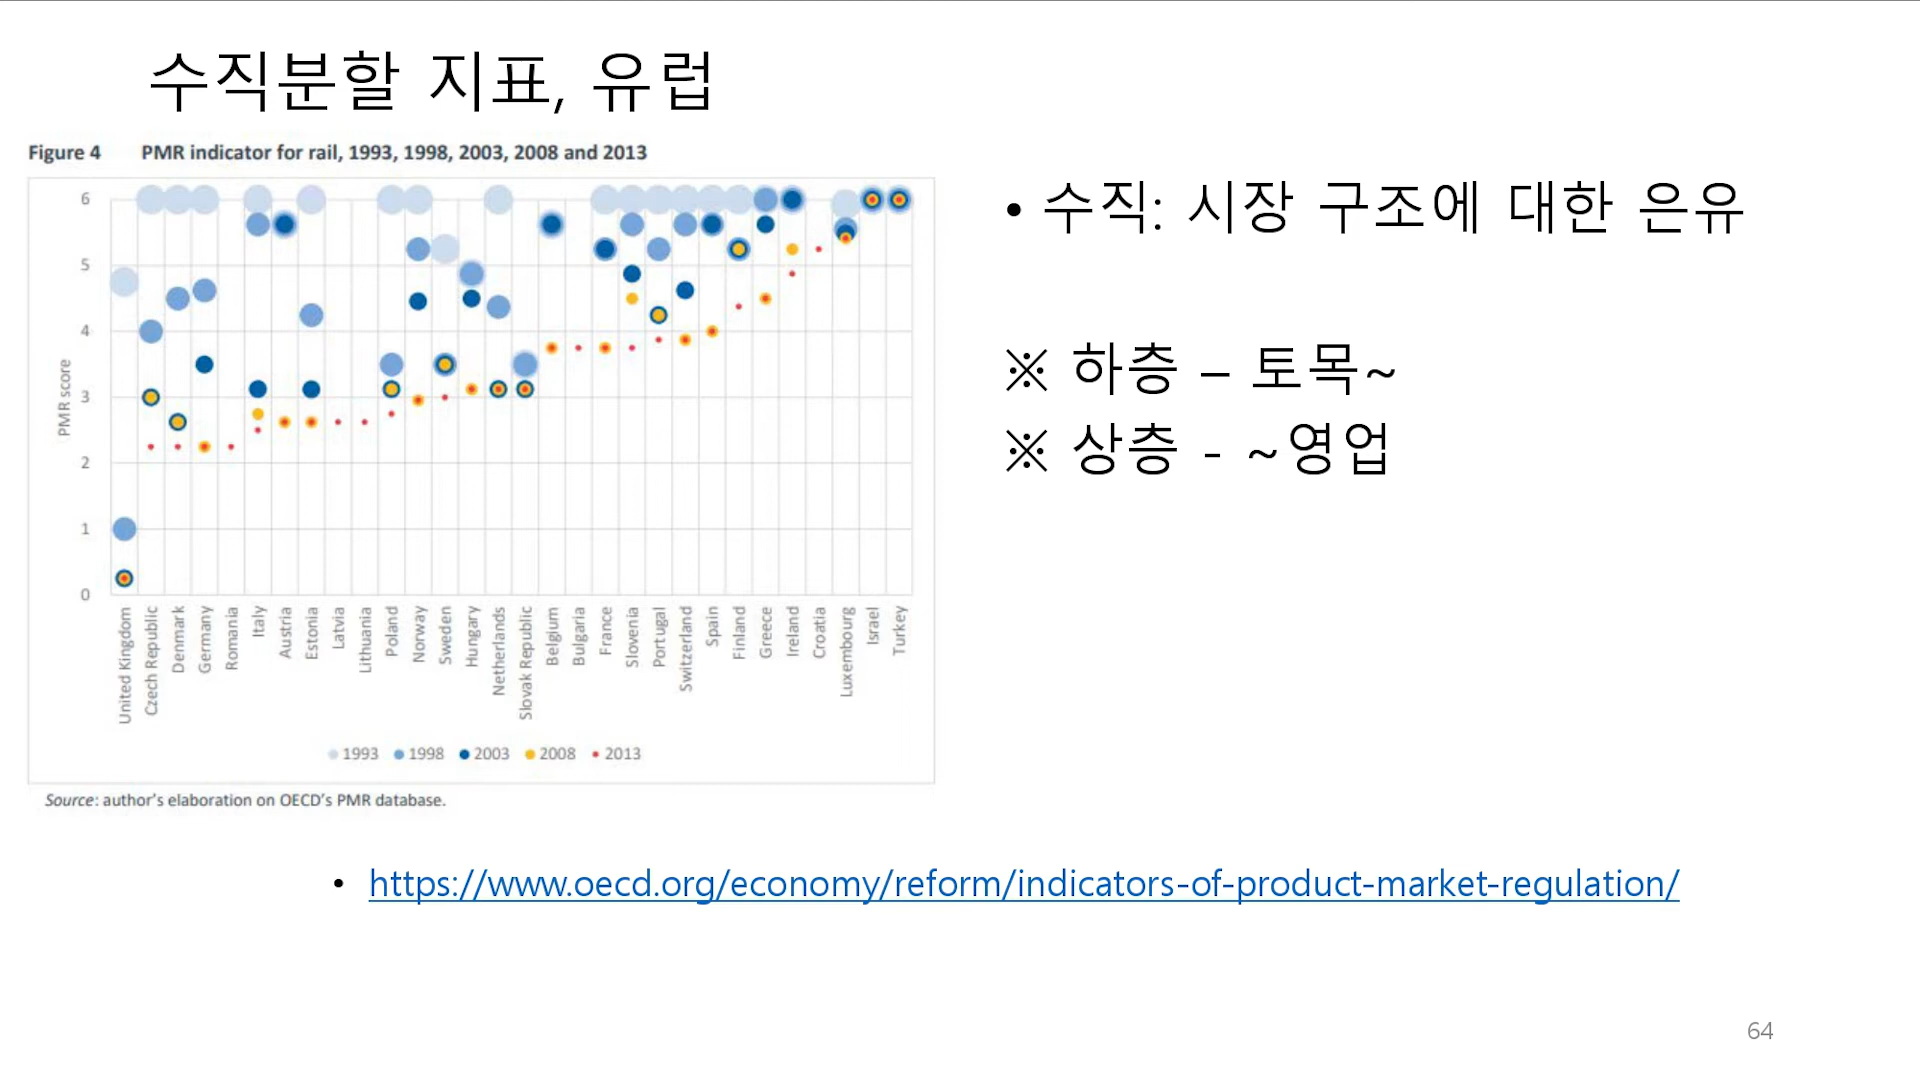 수직분할 지표, 유럽
Figure 4 PMR indicator for rail, 1993, 1998, 2003, 2008 and 2013
6
5
4
3
2
1
0
PMR score
United Kingdom
Czech Republic
Denmark
Germany
Romania
Italy
Austria
Estonia
Latvia
Lithuania
Poland
Norway
Sweden
Hungary
Netherlands
Slovak Republic
Belgium
Bulgaria
France
Slovenia
Portugal
Switzerland
Spain
Finland
Greece
Ireland
Croatia
Luxembourg
Israel
Turkey
1993 1998 2003 2008 2013
Source: author's elaboration on OECD's PMR database.
• 수직: 시장 구조에 대한 은유
※ 하층 – 토목~
※ 상층 - ~영업
• https://www.oecd.org/economy/reform/indicators-of-product-market-regulation/
64